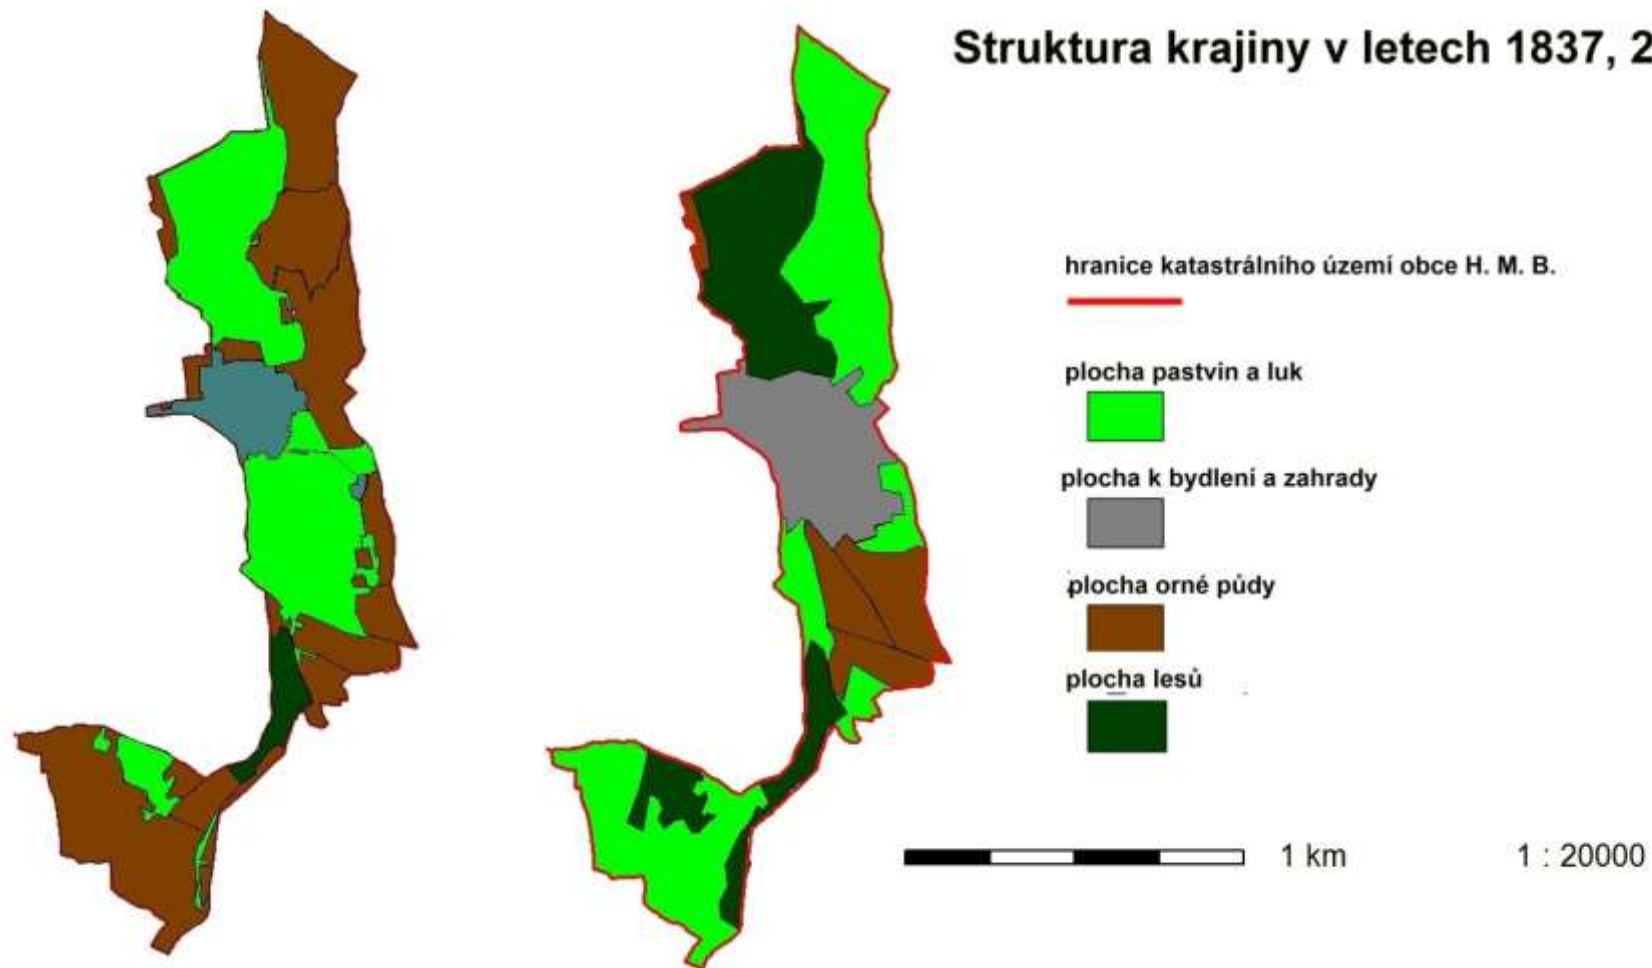 Struktura krajiny v letech 1837, 2
hranice katastrálního území obce H. M. B.
plocha pastvin a luk
plocha k bydlení a zahrady
plocha orné půdy
plocha lesů
1 km
1 : 20000